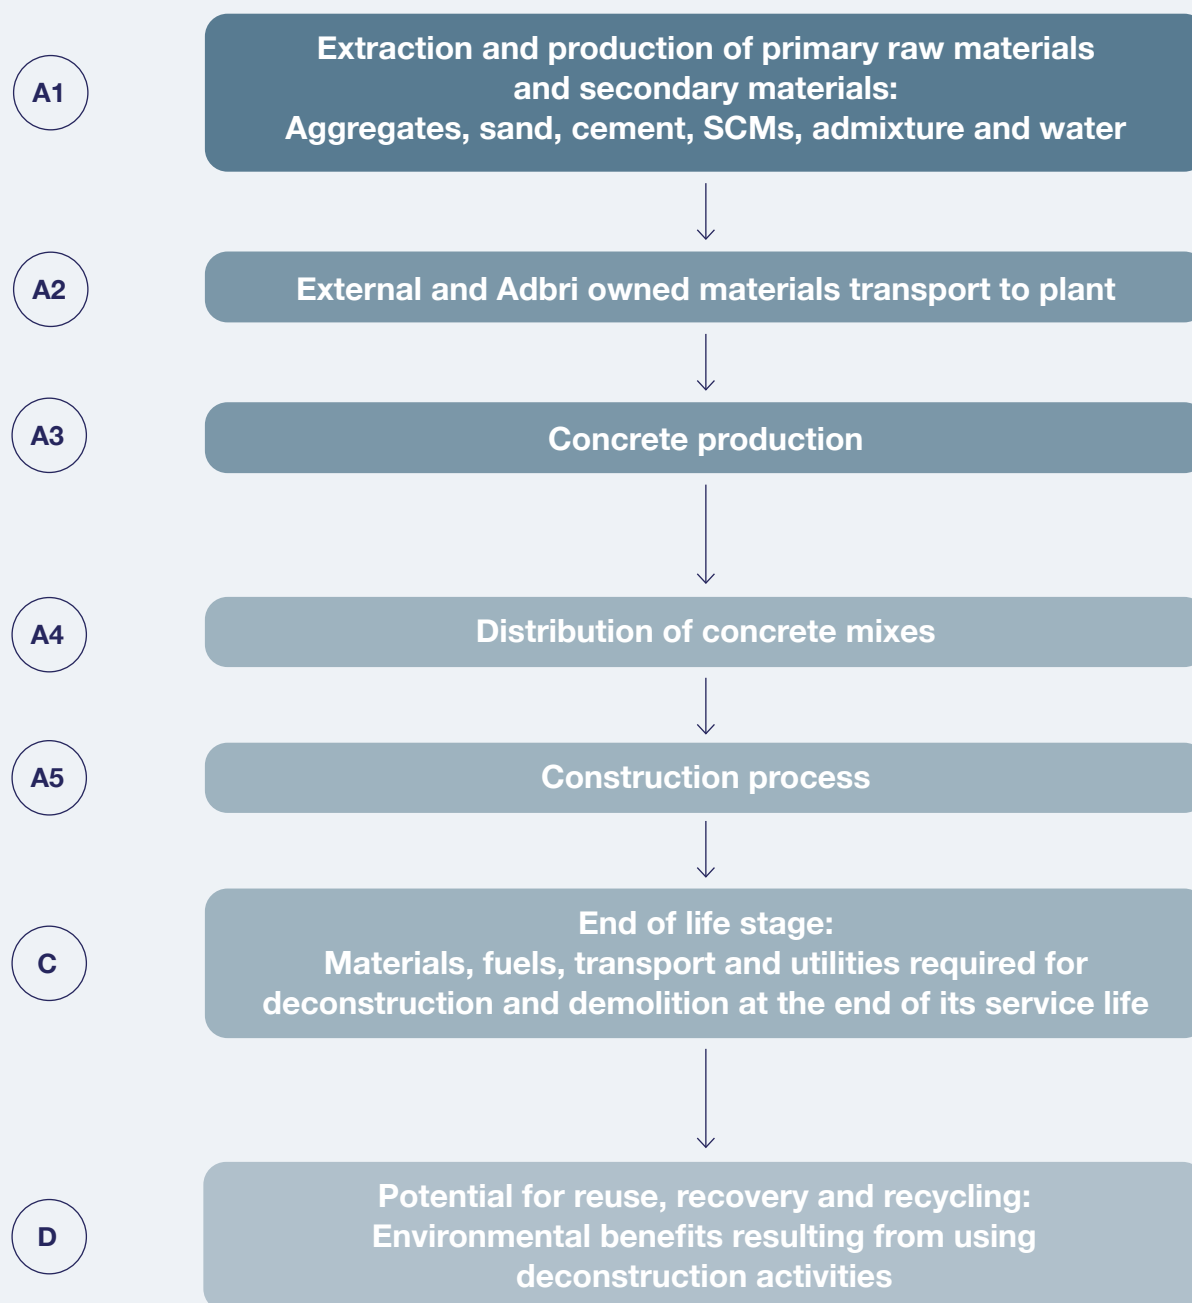 A1
Extraction and production of primary raw materials
and secondary materials:
Aggregates, sand, cement, SCMs, admixture and water
A2
External and Adbri owned materials transport to plant
A3
Concrete production
A4
Distribution of concrete mixes
A5
Construction process
C
End of life stage:
Materials, fuels, transport and utilities required for
deconstruction and demolition at the end of its service life
D
Potential for reuse, recovery and recycling:
Environmental benefits resulting from using
deconstruction activities